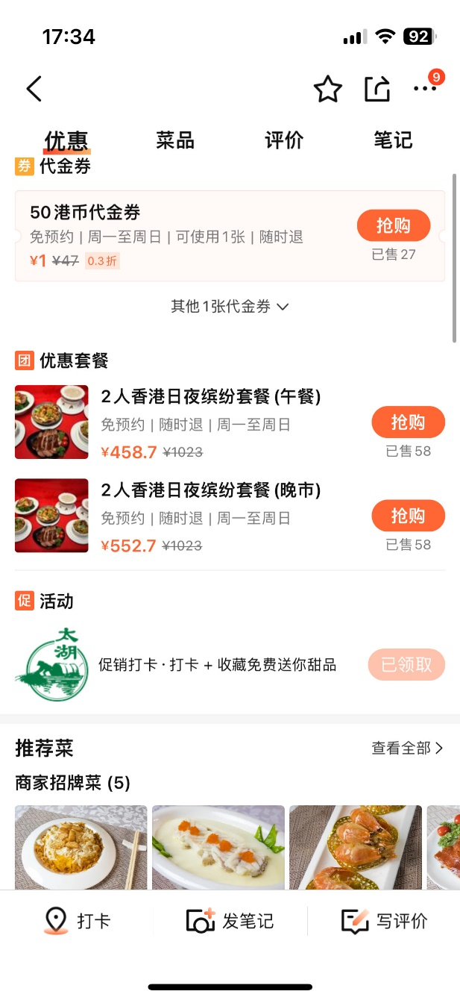 17:34
92
9
优惠 菜品 评价 笔记
券 代金券
50港币代金券
免预约 | 周一至周日 | 可使用1张 | 随时退
¥1 ¥47 0.3折
抢购
已售27
其他1张代金券
团 优惠套餐
2人香港日夜缤纷套餐 (午餐)
免预约 | 随时退 | 周一至周日
¥458.7 ¥1023
抢购
已售58
2人香港日夜缤纷套餐 (晚市)
免预约 | 随时退 | 周一至周日
¥552.7 ¥1023
抢购
已售58
促 活动
太湖
促销打卡·打卡 + 收藏免费送你甜品
已领取
推荐菜
查看全部
商家招牌菜 (5)
打卡 发笔记 写评价